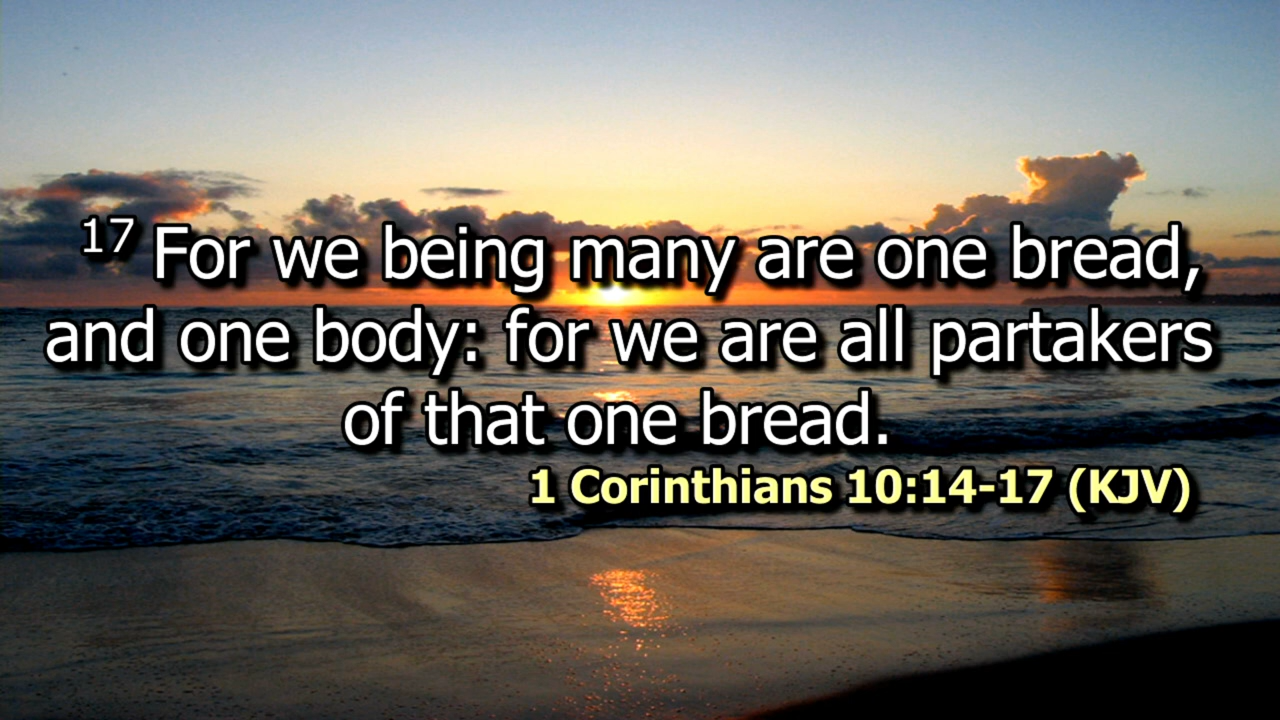 17 For we being many are one bread,
and one body: for we are all partakers
of that one bread.
1 Corinthians 10:14-17 (KJV)